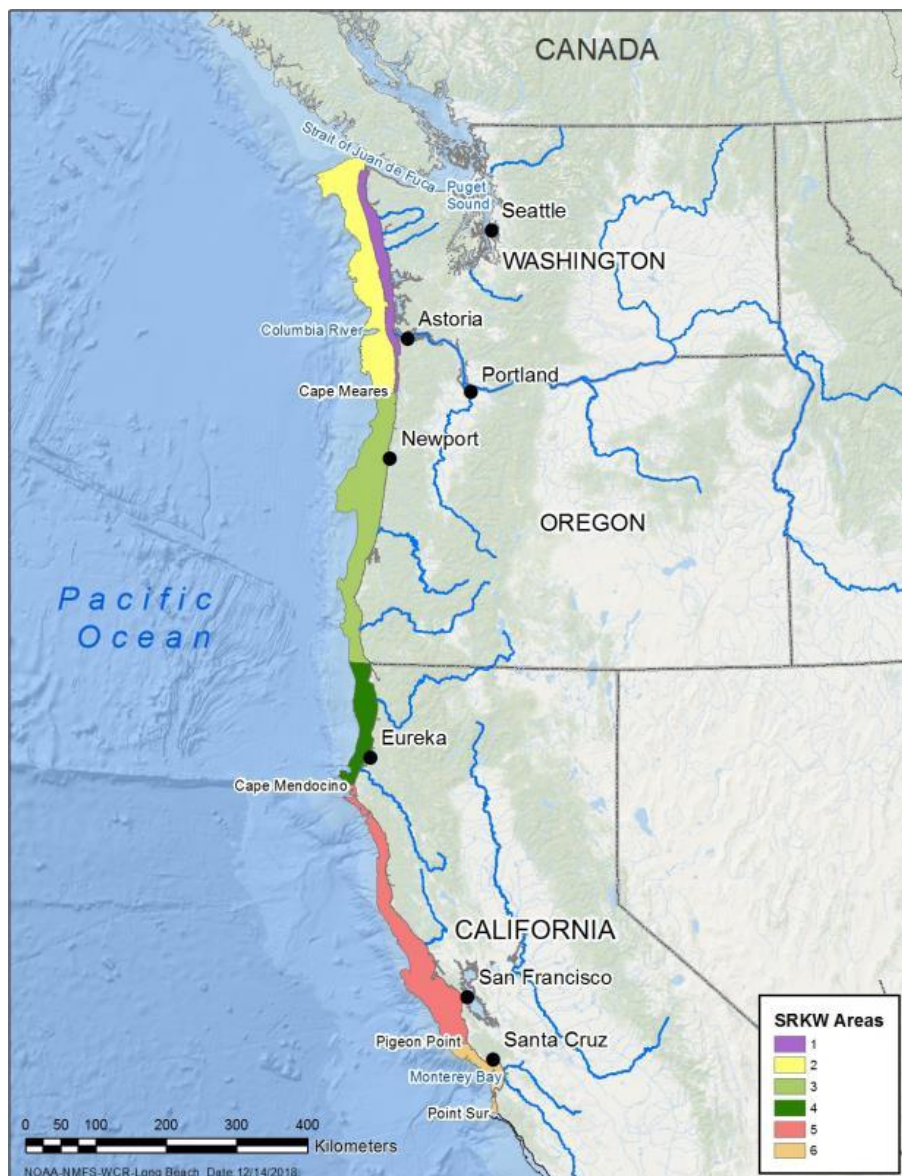 CANADA
Strait of Juan de Fuca
Puget
Sound
Seattle
WASHINGTON
Columbia River
Astoria
Cape Meares
Portland
Newport
OREGON
Pacific
Ocean
Eureka
Cape Mendocino
CALIFORNIA
San Francisco
Pigeon Point
Santa Cruz
Monterey Bay
Point Sur
SRKW Areas
1
2
3
4
5
6
0 50 100 200 300 400
Kilometers
NOAA-NMFS-WCR-Long Beach Date:12/14/2018